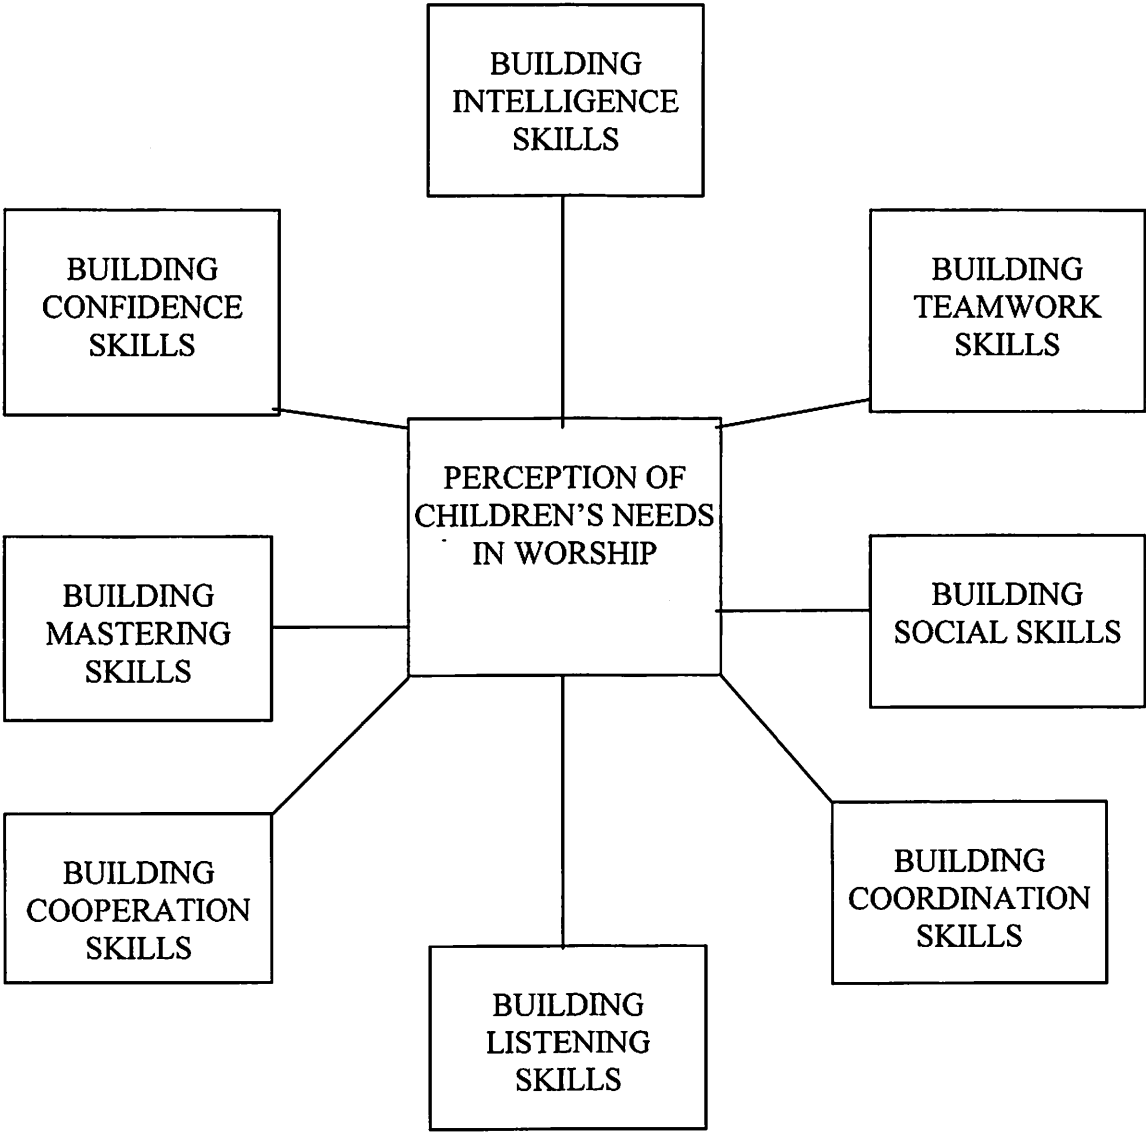 BUILDING
INTELLIGENCE
SKILLS
BUILDING
CONFIDENCE
SKILLS
BUILDING
TEAMWORK
SKILLS
PERCEPTION OF
CHILDREN'S NEEDS
IN WORSHIP
BUILDING
MASTERING
SKILLS
BUILDING
SOCIAL SKILLS
BUILDING
COOPERATION
SKILLS
BUILDING
COORDINATION
SKILLS
BUILDING
LISTENING
SKILLS